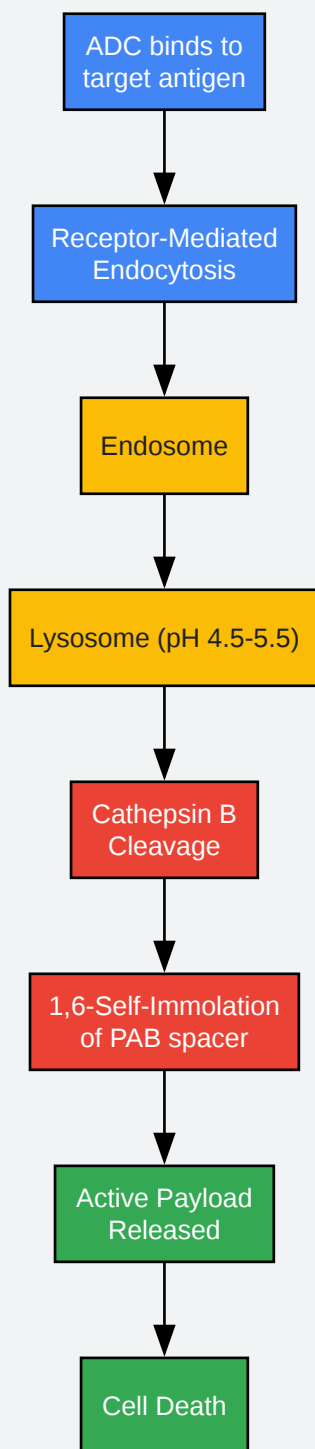 ADC binds to
target antigen
Receptor-Mediated
Endocytosis
Endosome
Lysosome (pH 4.5-5.5)
Cathepsin B
Cleavage
1,6-Self-Immolation
of PAB spacer
Active Payload
Released
Cell Death